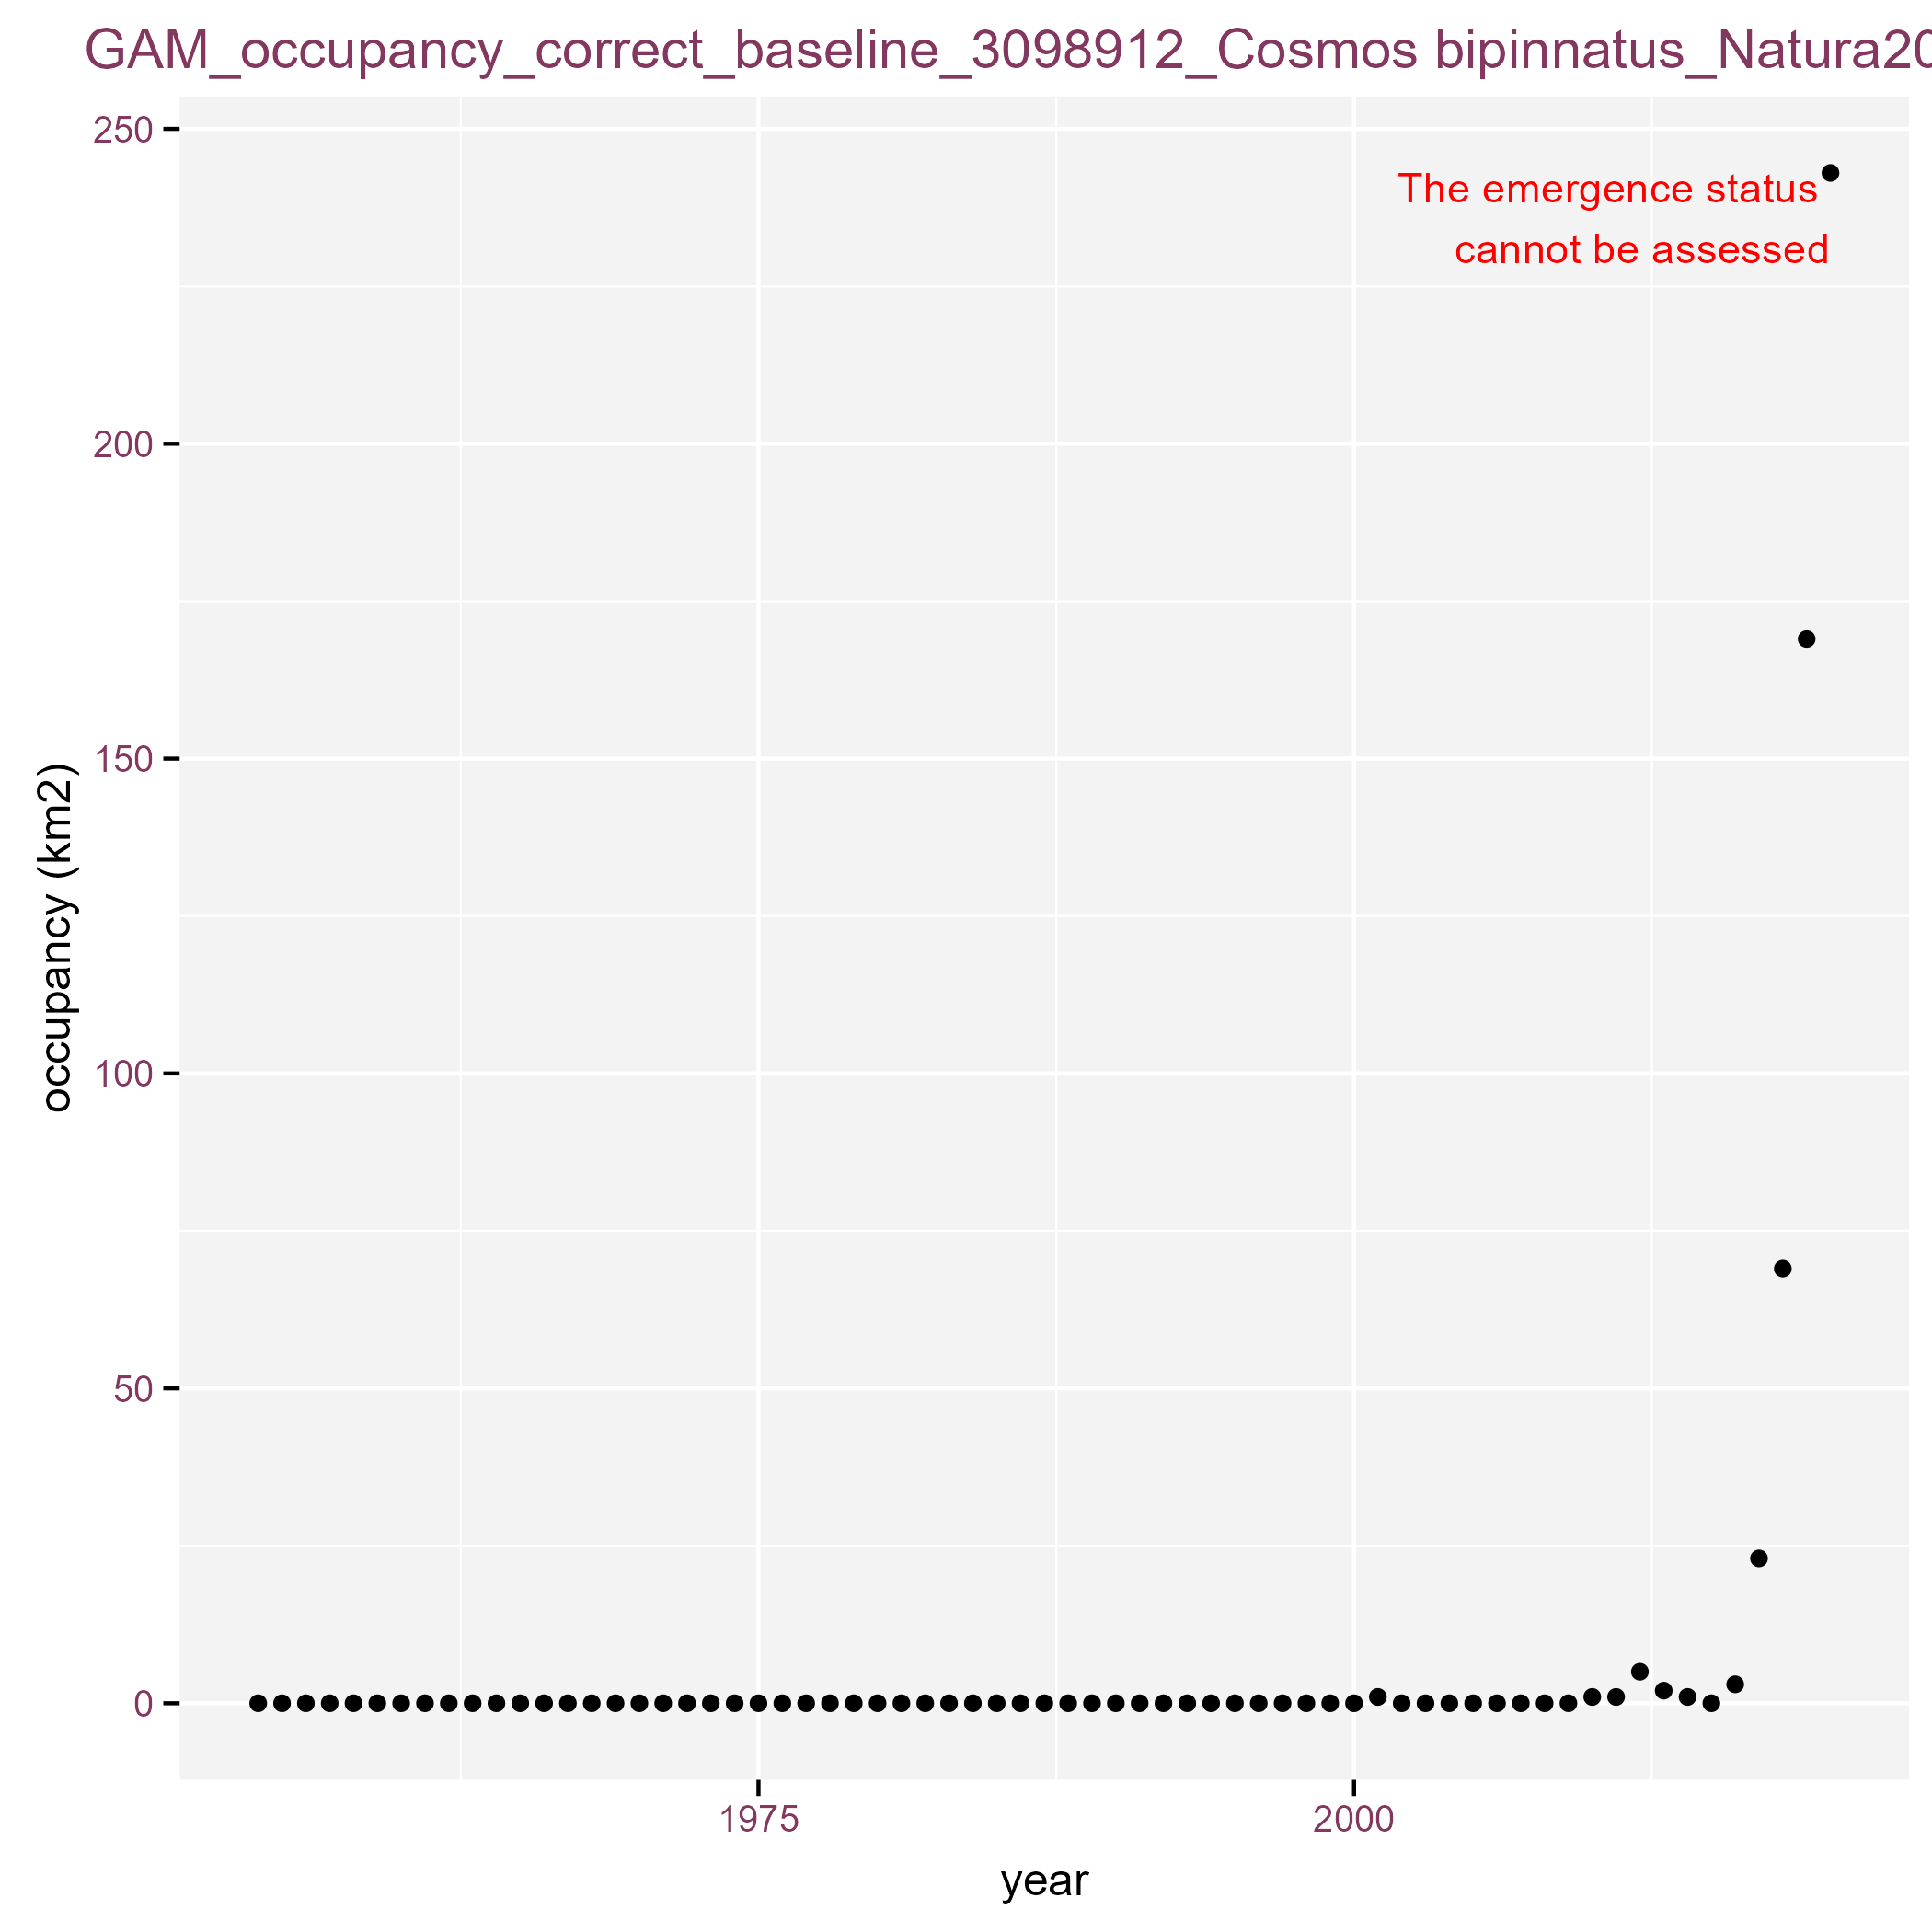 GAM_occupancy_correct_baseline_3098912_Cosmos bipinnatus_Natura20
250
The emergence status
cannot be assessed
200
150
100
50
0
occupancy (km2)
1975
2000
year